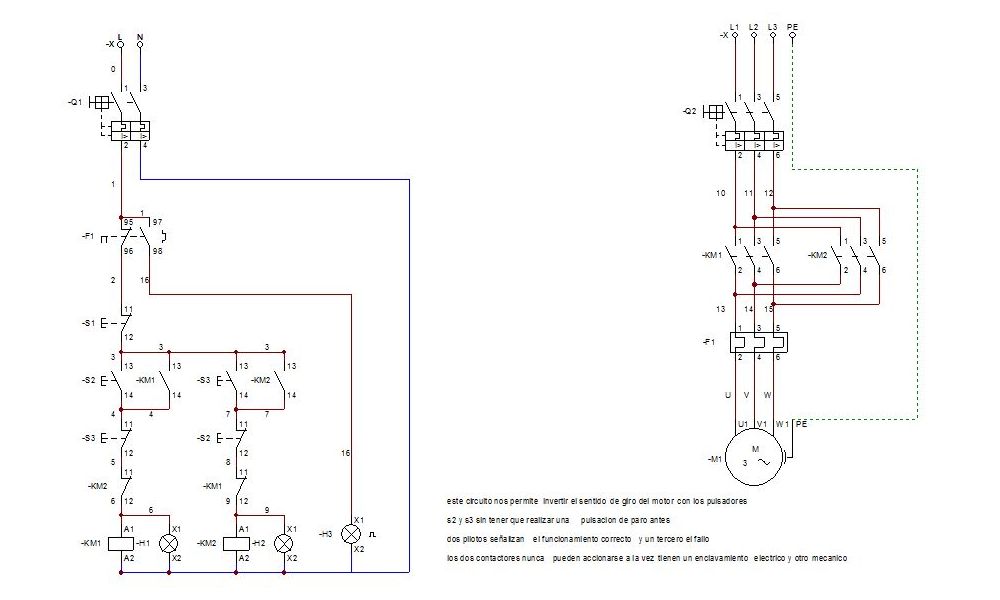 L N
-X
0
1 3
-Q1
I> I>
2 4
1
1
95 97
-F1
96 98
2 16
11
-S1
12
3 3 3
13 13 13 13
-S2 -KM1 -S3 -KM2
14 14 14 14
4 4 7 7
11 11
-S3 -S2
12 12
5 8 16
11 11
-KM2 -KM1
6 12 9 12
6 9
A1 X1 A1 X1 X1
-KM1 -H1 -KM2 -H2 -H3
A2 X2 A2 X2 X2
L1 L2 L3 PE
-X
1 3 5
-Q2
I> I> I>
2 4 6
10 11 12
1 3 5 1 3 5
-KM1 -KM2
2 4 6 2 4 6
13 14 15
1 3 5
-F1
2 4 6
U V W
U1 V1 W1 PE
M
-M1
3
este circuito nos permite invertir el sentido de giro del motor con los pulsadores
s2 y s3 sin tener que realizar una pulsacion de paro antes
dos pilotos señalizan el funcionamiento correcto y un tercero el fallo
los dos contactores nunca pueden accionarse a la vez tienen un enclavamiento electrico y otro mecanico